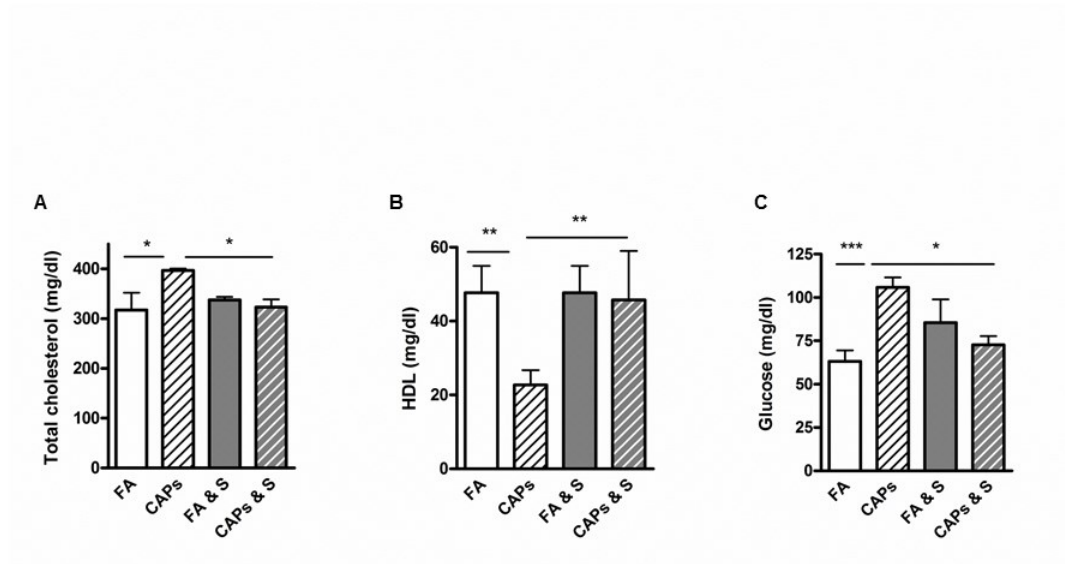 A
Total cholesterol (mg/dl)
400
300
200
100
0
*
*
FA
CAPs
FA & S
CAPs & S
B
HDL (mg/dl)
60
40
20
0
**
**
FA
CAPs
FA & S
CAPs & S
C
Glucose (mg/dl)
125
100
75
50
25
0
***
*
FA
CAPs
FA & S
CAPs & S